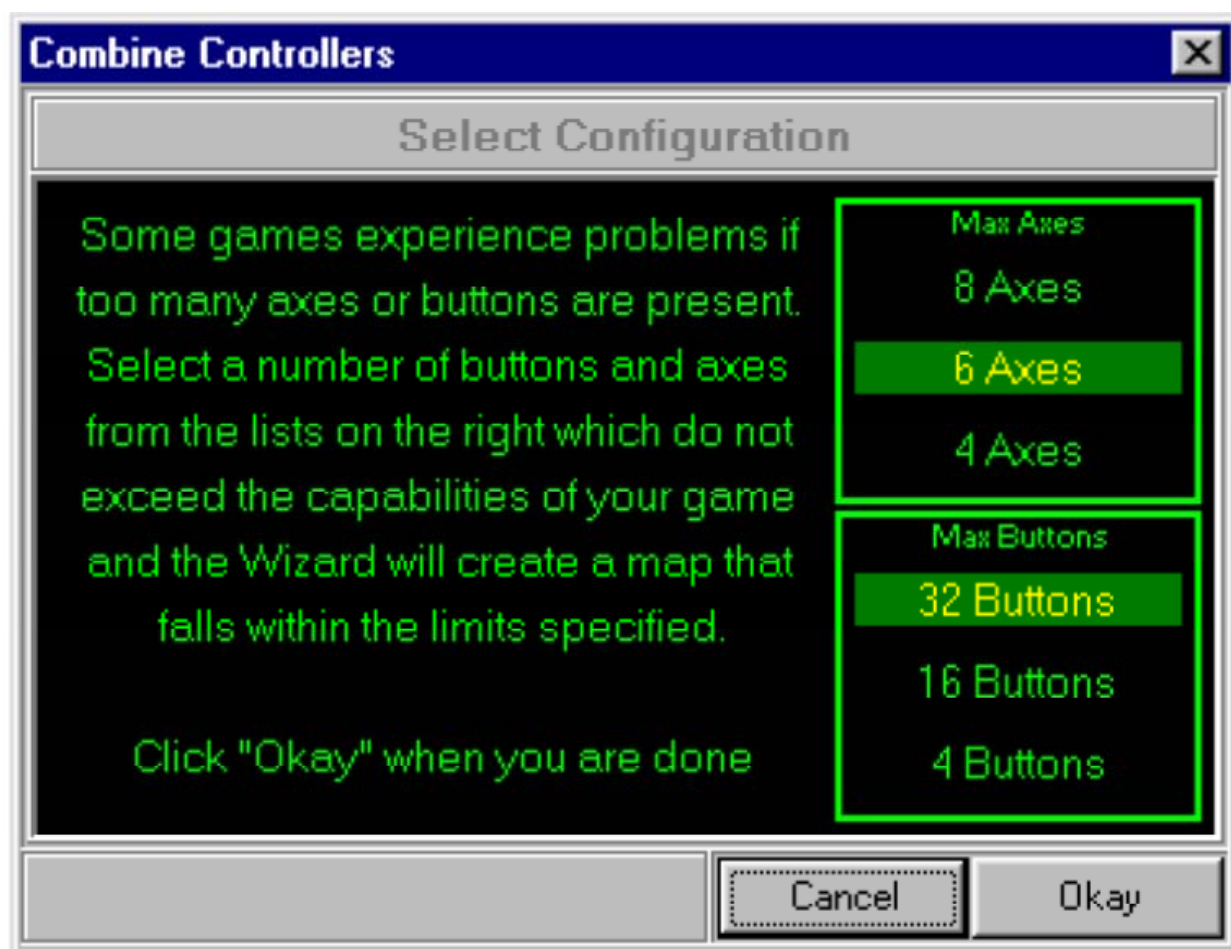 Combine Controllers
Select Configuration
Some games experience problems if
too many axes or buttons are present.
Select a number of buttons and axes
from the lists on the right which do not
exceed the capabilities of your game
and the Wizard will create a map that
falls within the limits specified.
Click "Okay" when you are done
Max Axes
8 Axes
6 Axes
4 Axes
Max Buttons
32 Buttons
16 Buttons
4 Buttons
Cancel
Okay